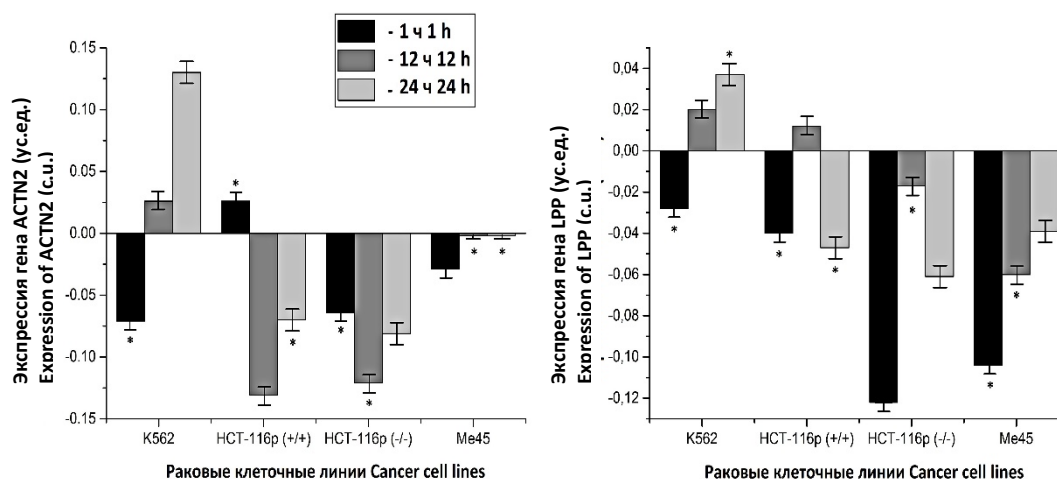 Экспрессия гена ACTN2 (ус.ед.)
Expression of ACTN2 (c.u.)
0.15
0.10
0.05
0.00
-0.05
-0.10
-0.15
- 1 ч 1 h
- 12 ч 12 h
- 24 ч 24 h
*
*
*
*
*
*
*
K562
HCT-116p (+/+)
HCT-116p (-/-)
Me45
Раковые клеточные линии Cancer cell lines
Экспрессия гена LPP (ус.ед.)
Expression of LPP (c.u.)
0,04
0,02
0,00
-0,02
-0,04
-0,06
-0,08
-0,10
-0,12
*
*
*
*
*
*
*
K562
HCT-116p (+/+)
HCT-116p (-/-)
Me45
Раковые клеточные линии Cancer cell lines